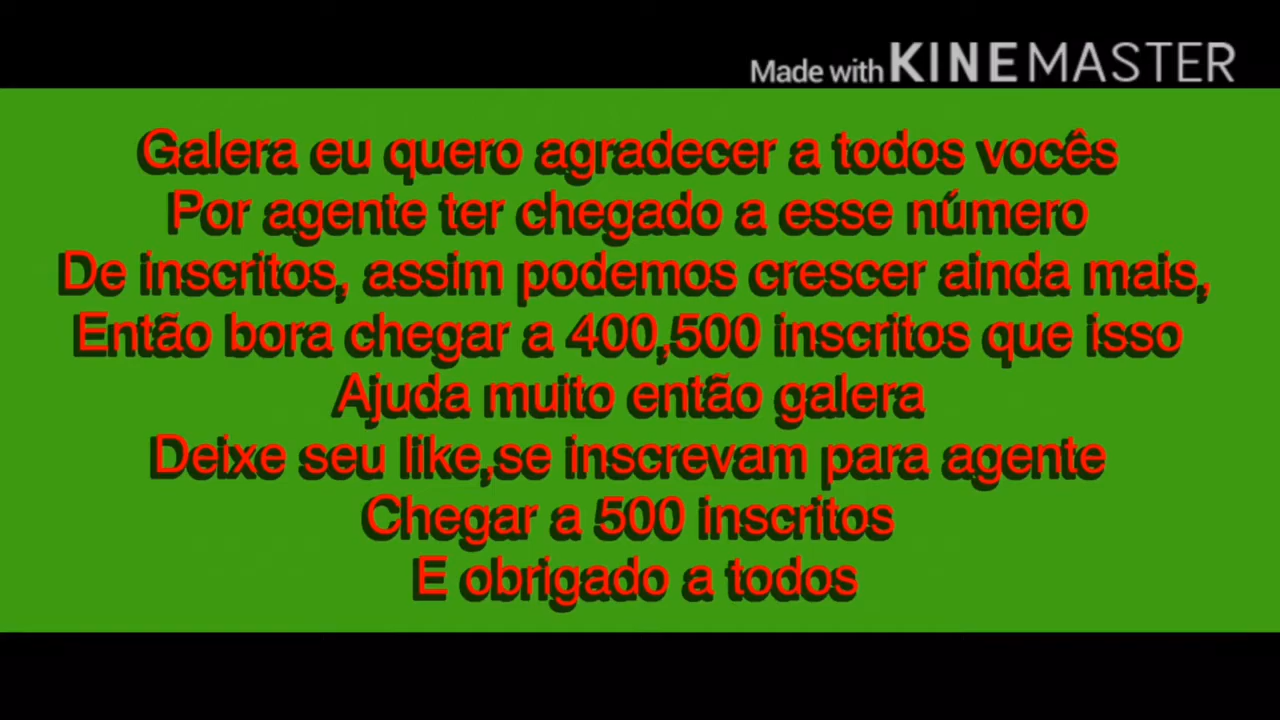 Made with KINEMASTER
Galera eu quero agradecer a todos vocês
Por agente ter chegado a esse número
De inscritos, assim podemos crescer ainda mais,
Então bora chegar a 400,500 inscritos que isso
Ajuda muito então galera
Deixe seu like,se inscrevam para agente
Chegar a 500 inscritos
E obrigado a todos